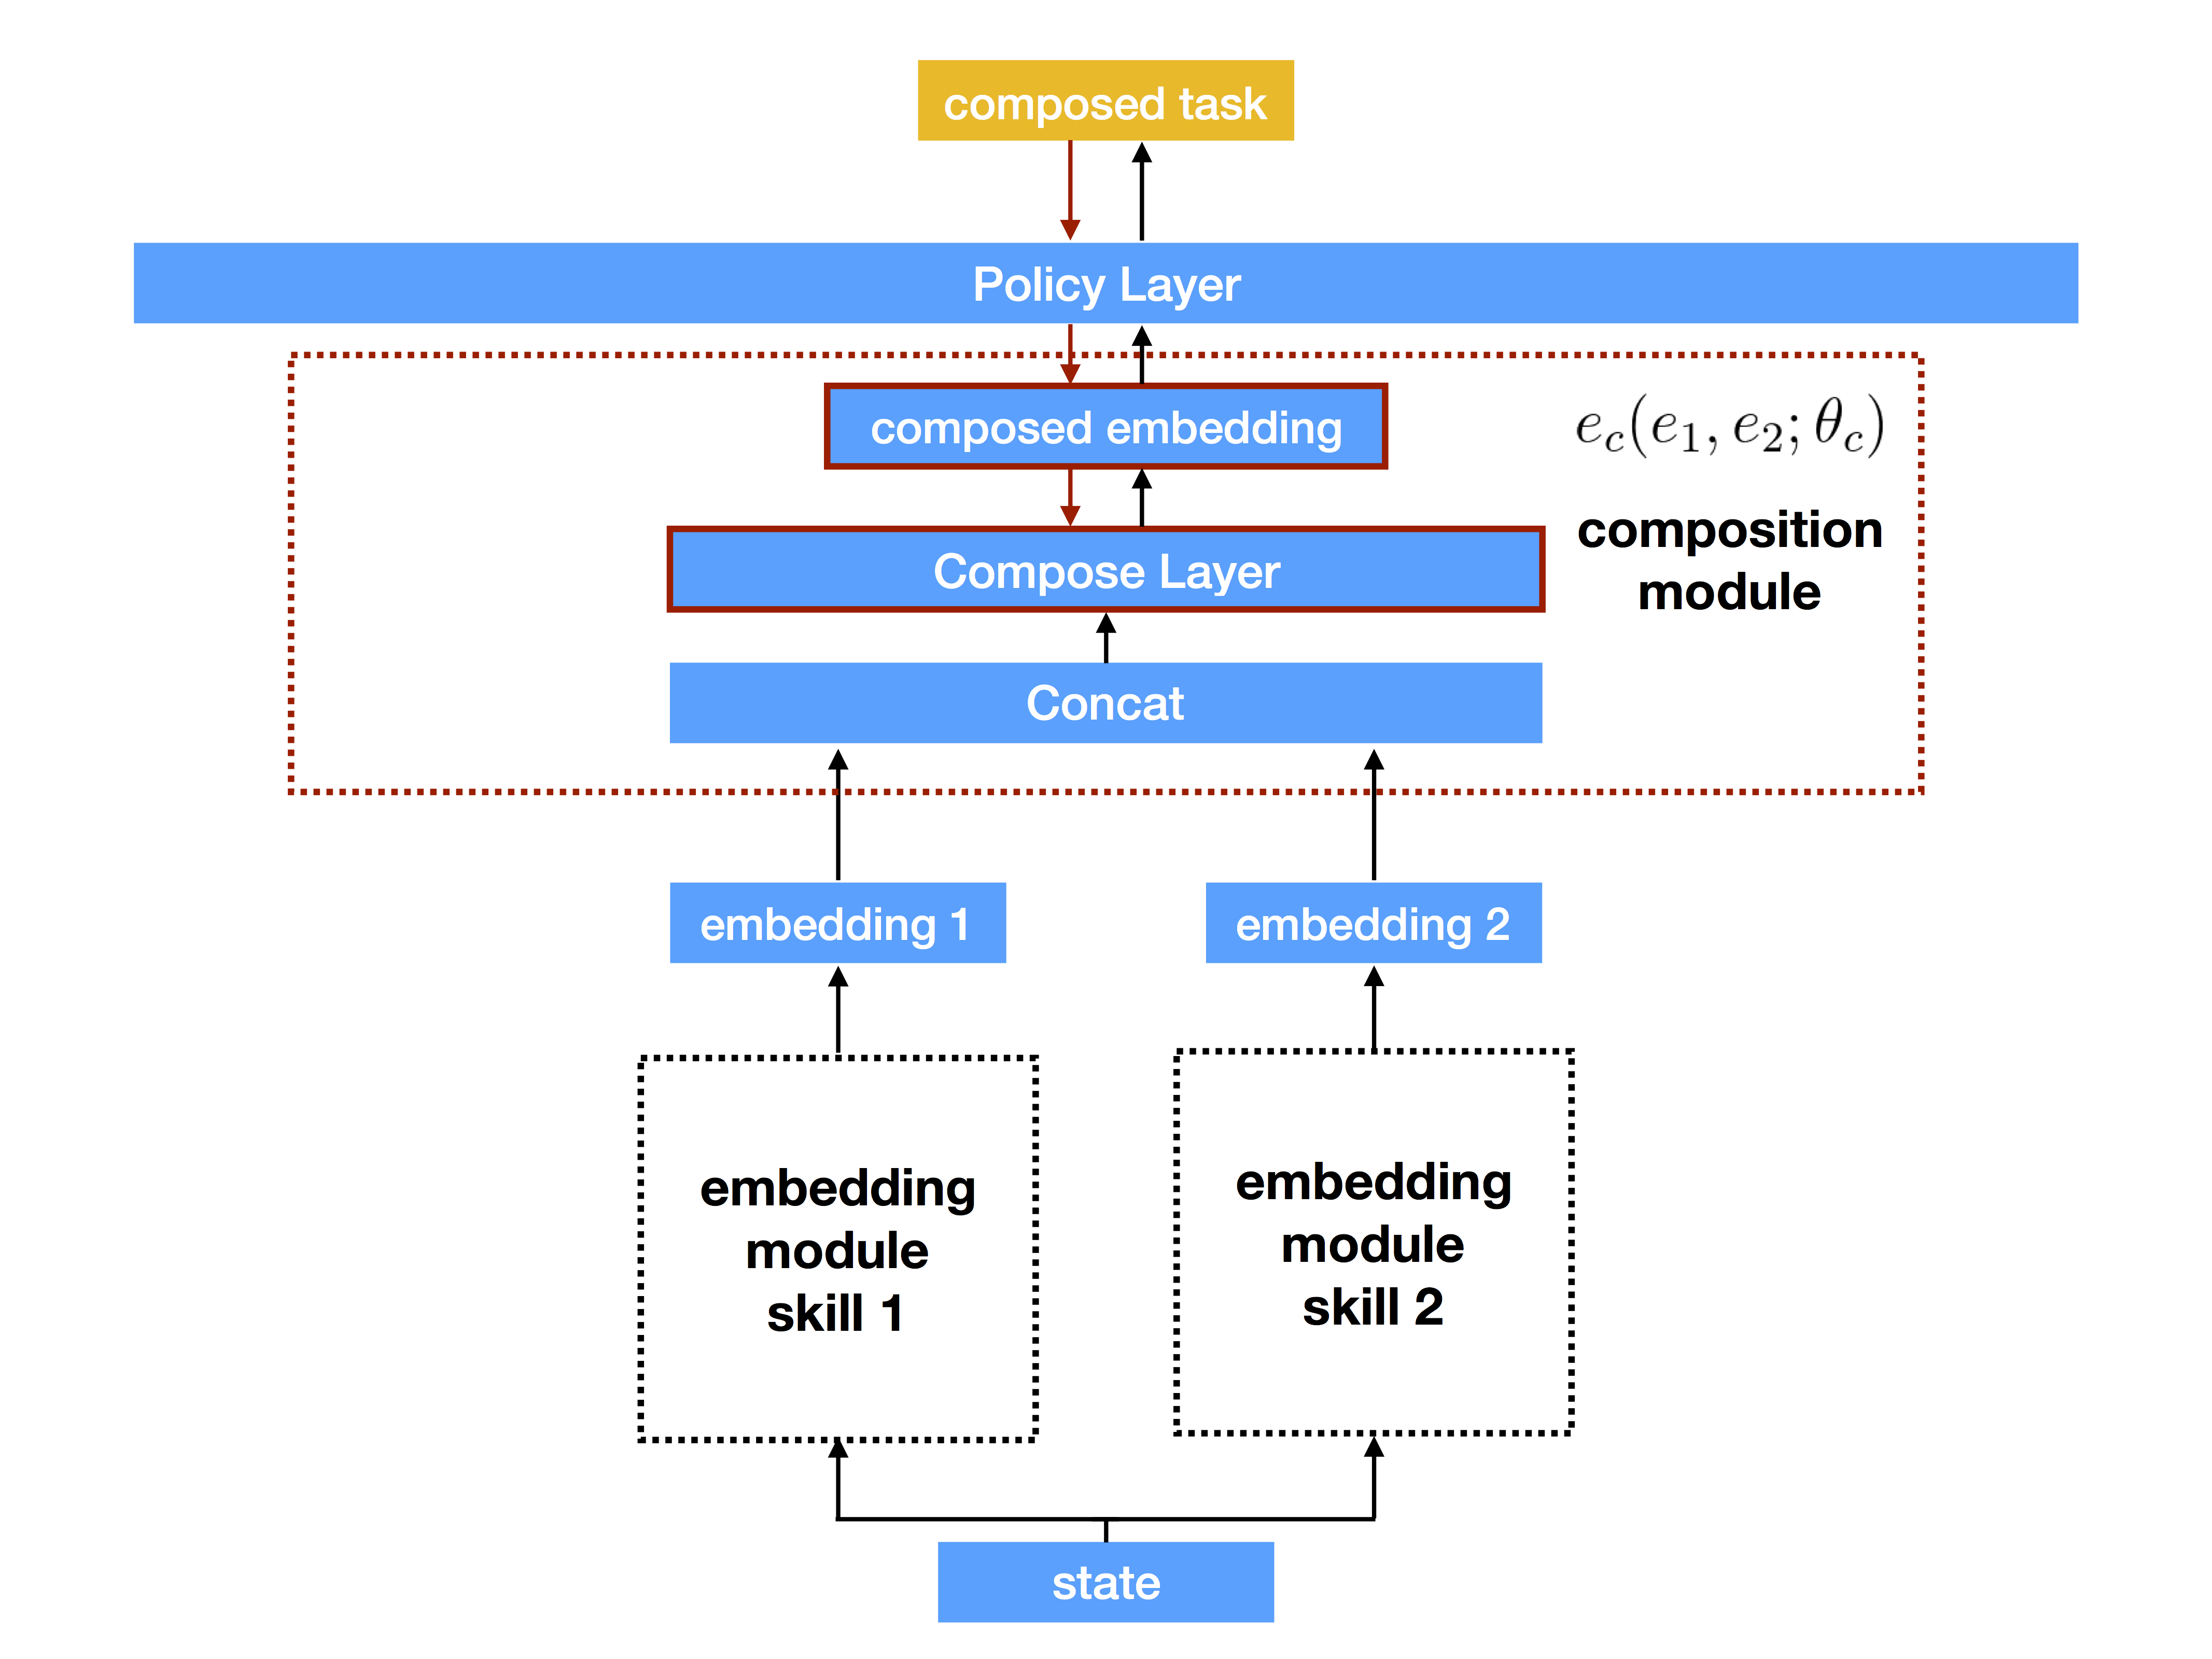 composed task
Policy Layer
composed embedding
e_c(e_1, e_2; θ_c)
Compose Layer
composition
module
Concat
embedding 1
embedding 2
embedding
module
skill 1
embedding
module
skill 2
state